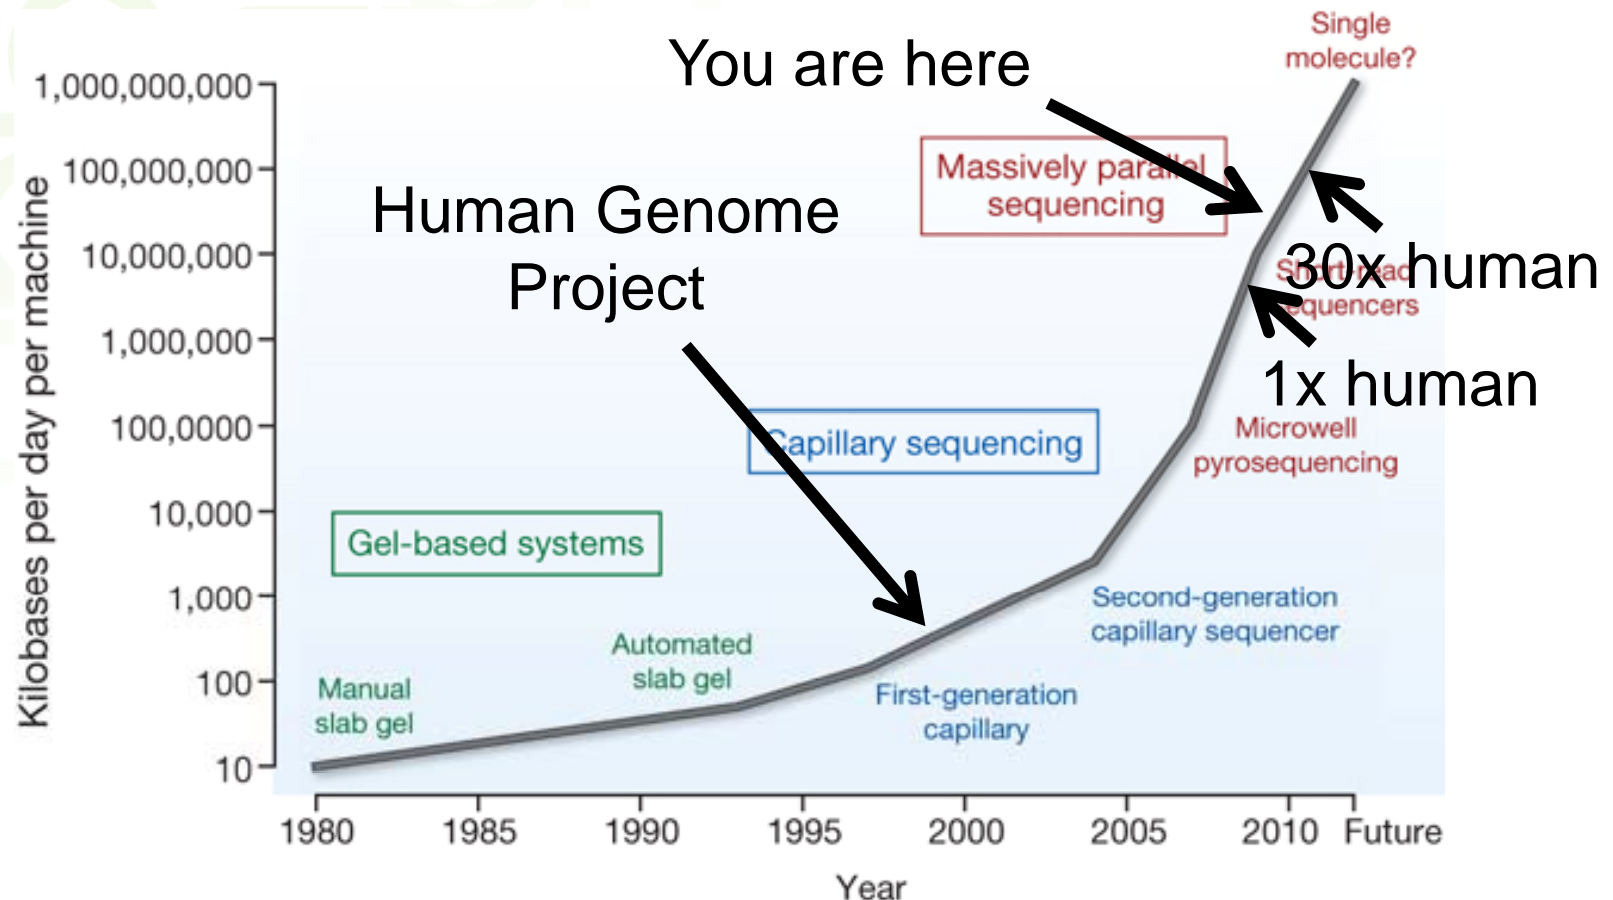 Single
molecule?
You are here
1,000,000,000
100,000,000
10,000,000
1,000,000
100,0000
10,000
1,000
100
10
Kilobases per day per machine
Massively parallel
sequencing
Human Genome
Project
30x human
Short-read
sequencers
1x human
Capillary sequencing
Microwell
pyrosequencing
Gel-based systems
Second-generation
capillary sequencer
Automated
slab gel
Manual
slab gel
First-generation
capillary
1980 1985 1990 1995 2000 2005 2010 Future
Year